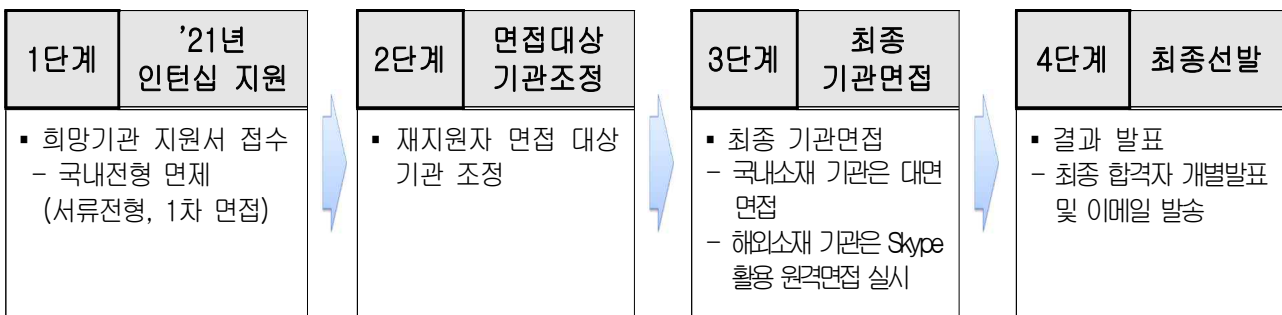 1단계
’21년
인턴십 지원
▪ 희망기관 지원서 접수
- 국내전형 면제
(서류전형, 1차 면접)
2단계
면접대상
기관조정
▪ 재지원자 면접 대상
기관 조정
3단계
최종
기관면접
▪ 최종 기관면접
- 국내소재 기관은 대면
면접
- 해외소재 기관은 Skype
활용 원격면접 실시
4단계
최종선발
▪ 결과 발표
- 최종 합격자 개별발표
및 이메일 발송